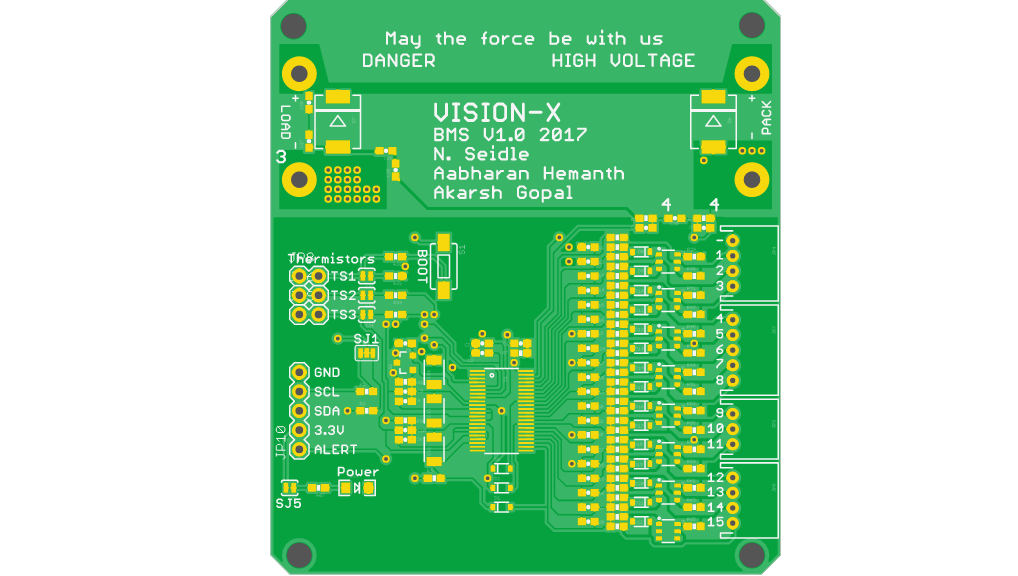 May the force be with us
DANGER HIGH VOLTAGE
+ +
LOAD PACK
- -
3
VISION-X
BMS V1.0 2017
N. Seidle
Aabharan Hemanth
Akarsh Gopal
4 4
-
1
2
3
BOOT
S1
Thermistors
TS1
TS2
TS3
SJ1
4
5
6
7
8
GND
SCL
SDA
3.3V
ALERT
JP10
9
10
11
Power
SJ5
12
13
14
15